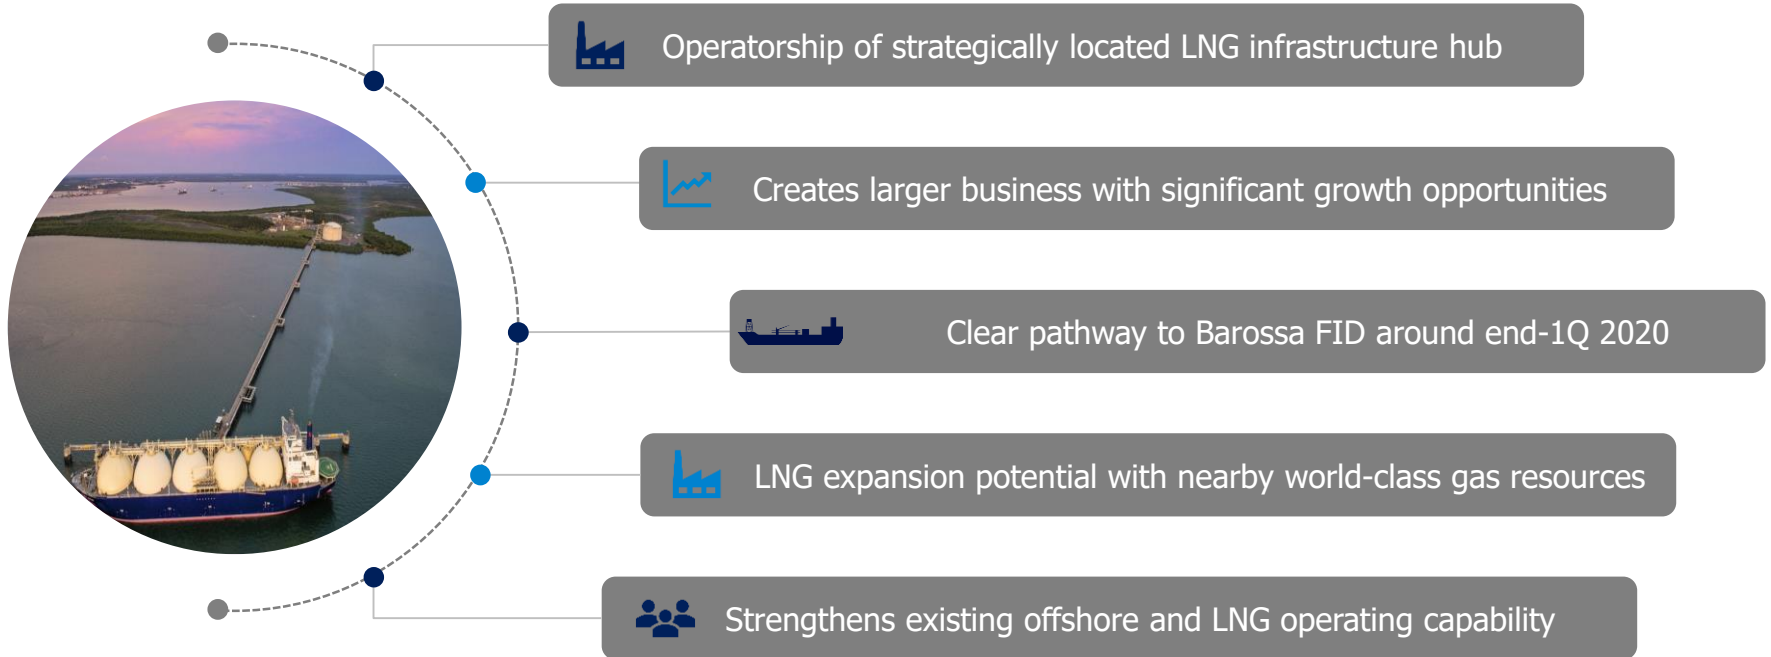 Operatorship of strategically located LNG infrastructure hub
Creates larger business with significant growth opportunities
Clear pathway to Barossa FID around end-1Q 2020
LNG expansion potential with nearby world-class gas resources
Strengthens existing offshore and LNG operating capability